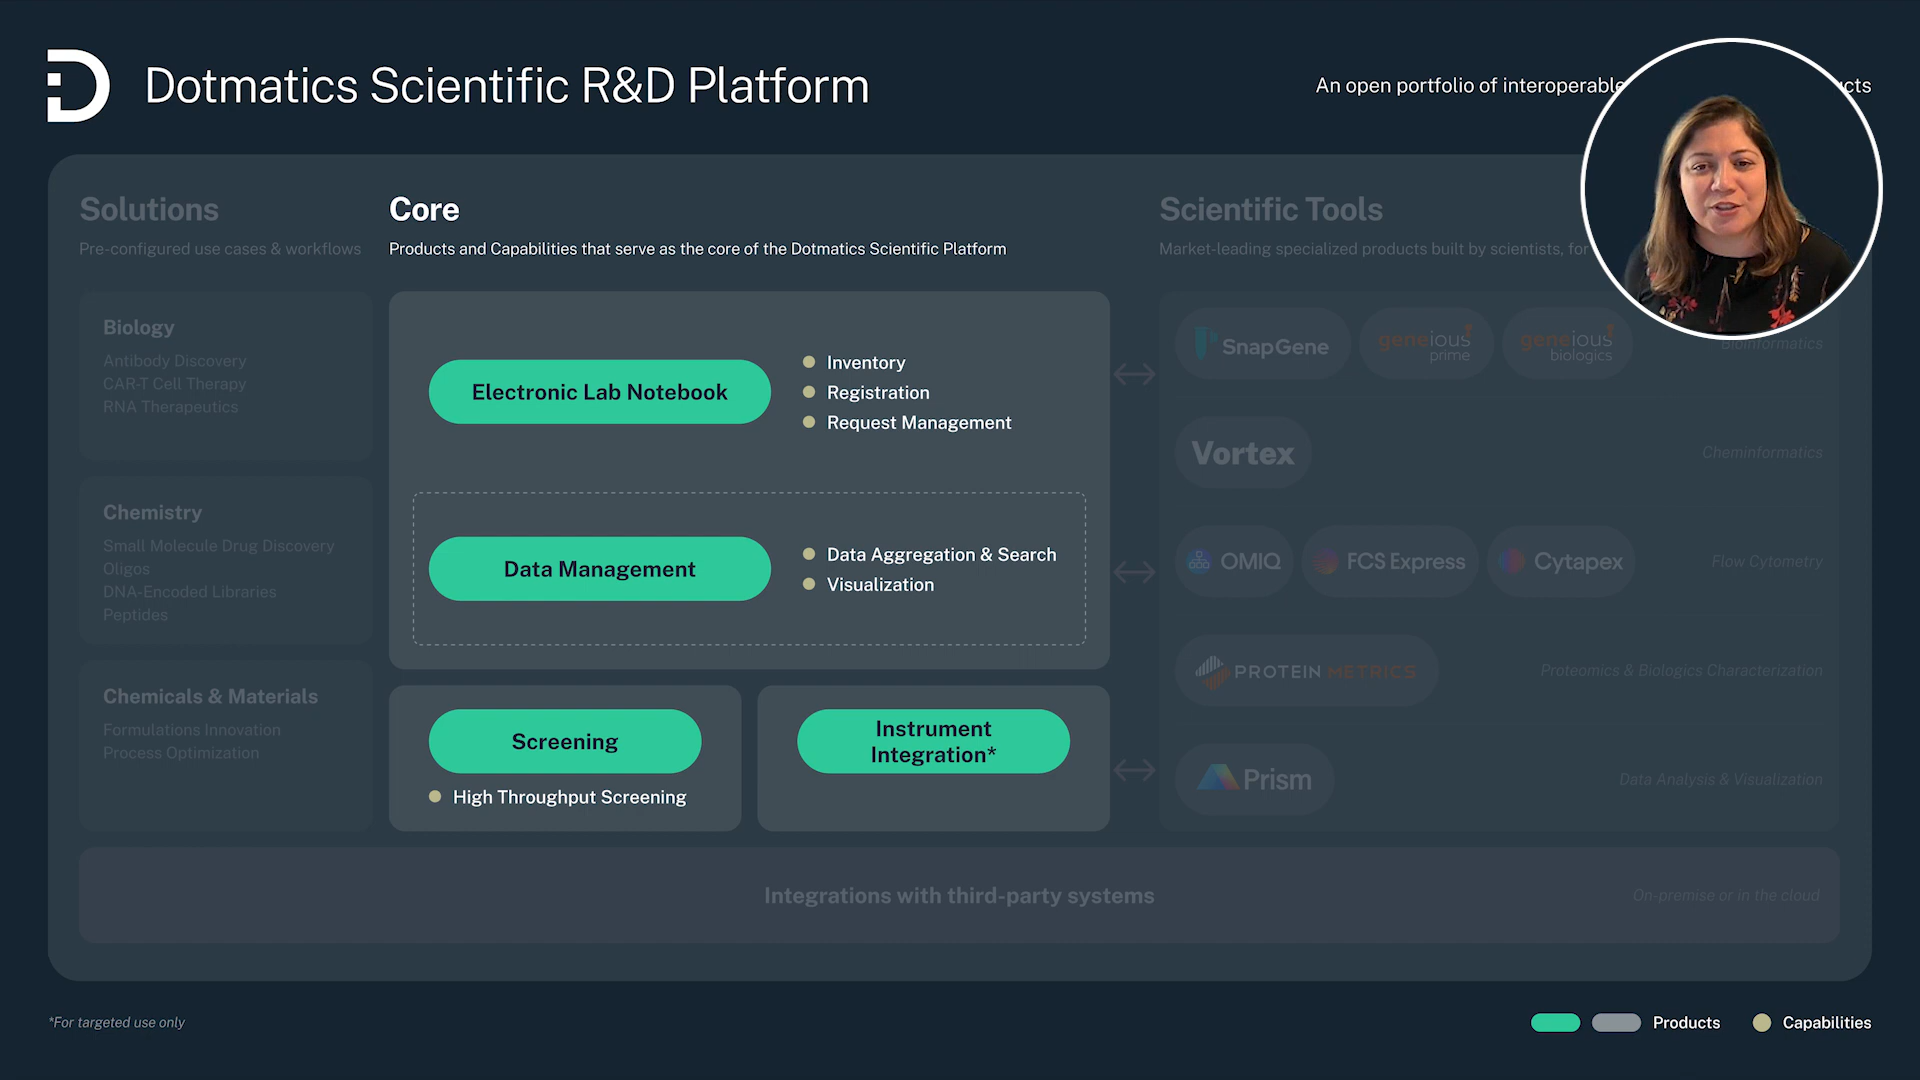 Dotmatics Scientific R&D Platform
An open portfolio of interoperable
cts
Solutions
Pre-configured use cases & workflows
Biology
Antibody Discovery
CAR-T Cell Therapy
RNA Therapeutics
Chemistry
Small Molecule Drug Discovery
Oligos
DNA-Encoded Libraries
Peptides
Chemicals & Materials
Formulations Innovation
Process Optimization
Core
Products and Capabilities that serve as the core of the Dotmatics Scientific Platform
Electronic Lab Notebook
Inventory
Registration
Request Management
Data Management
Data Aggregation & Search
Visualization
Screening
High Throughput Screening
Instrument
Integration*
Scientific Tools
Market-leading specialized products built by scientists, for
SnapGene
geneious
prime
geneious
biologics
Bioinformatics
Vortex
Cheminformatics
OMIQ
FCS Express
Cytapex
Flow Cytometry
PROTEIN METRICS
Proteomics & Biologics Characterization
Prism
Data Analysis & Visualization
Integrations with third-party systems
On-premise or in the cloud
*For targeted use only
Products
Capabilities